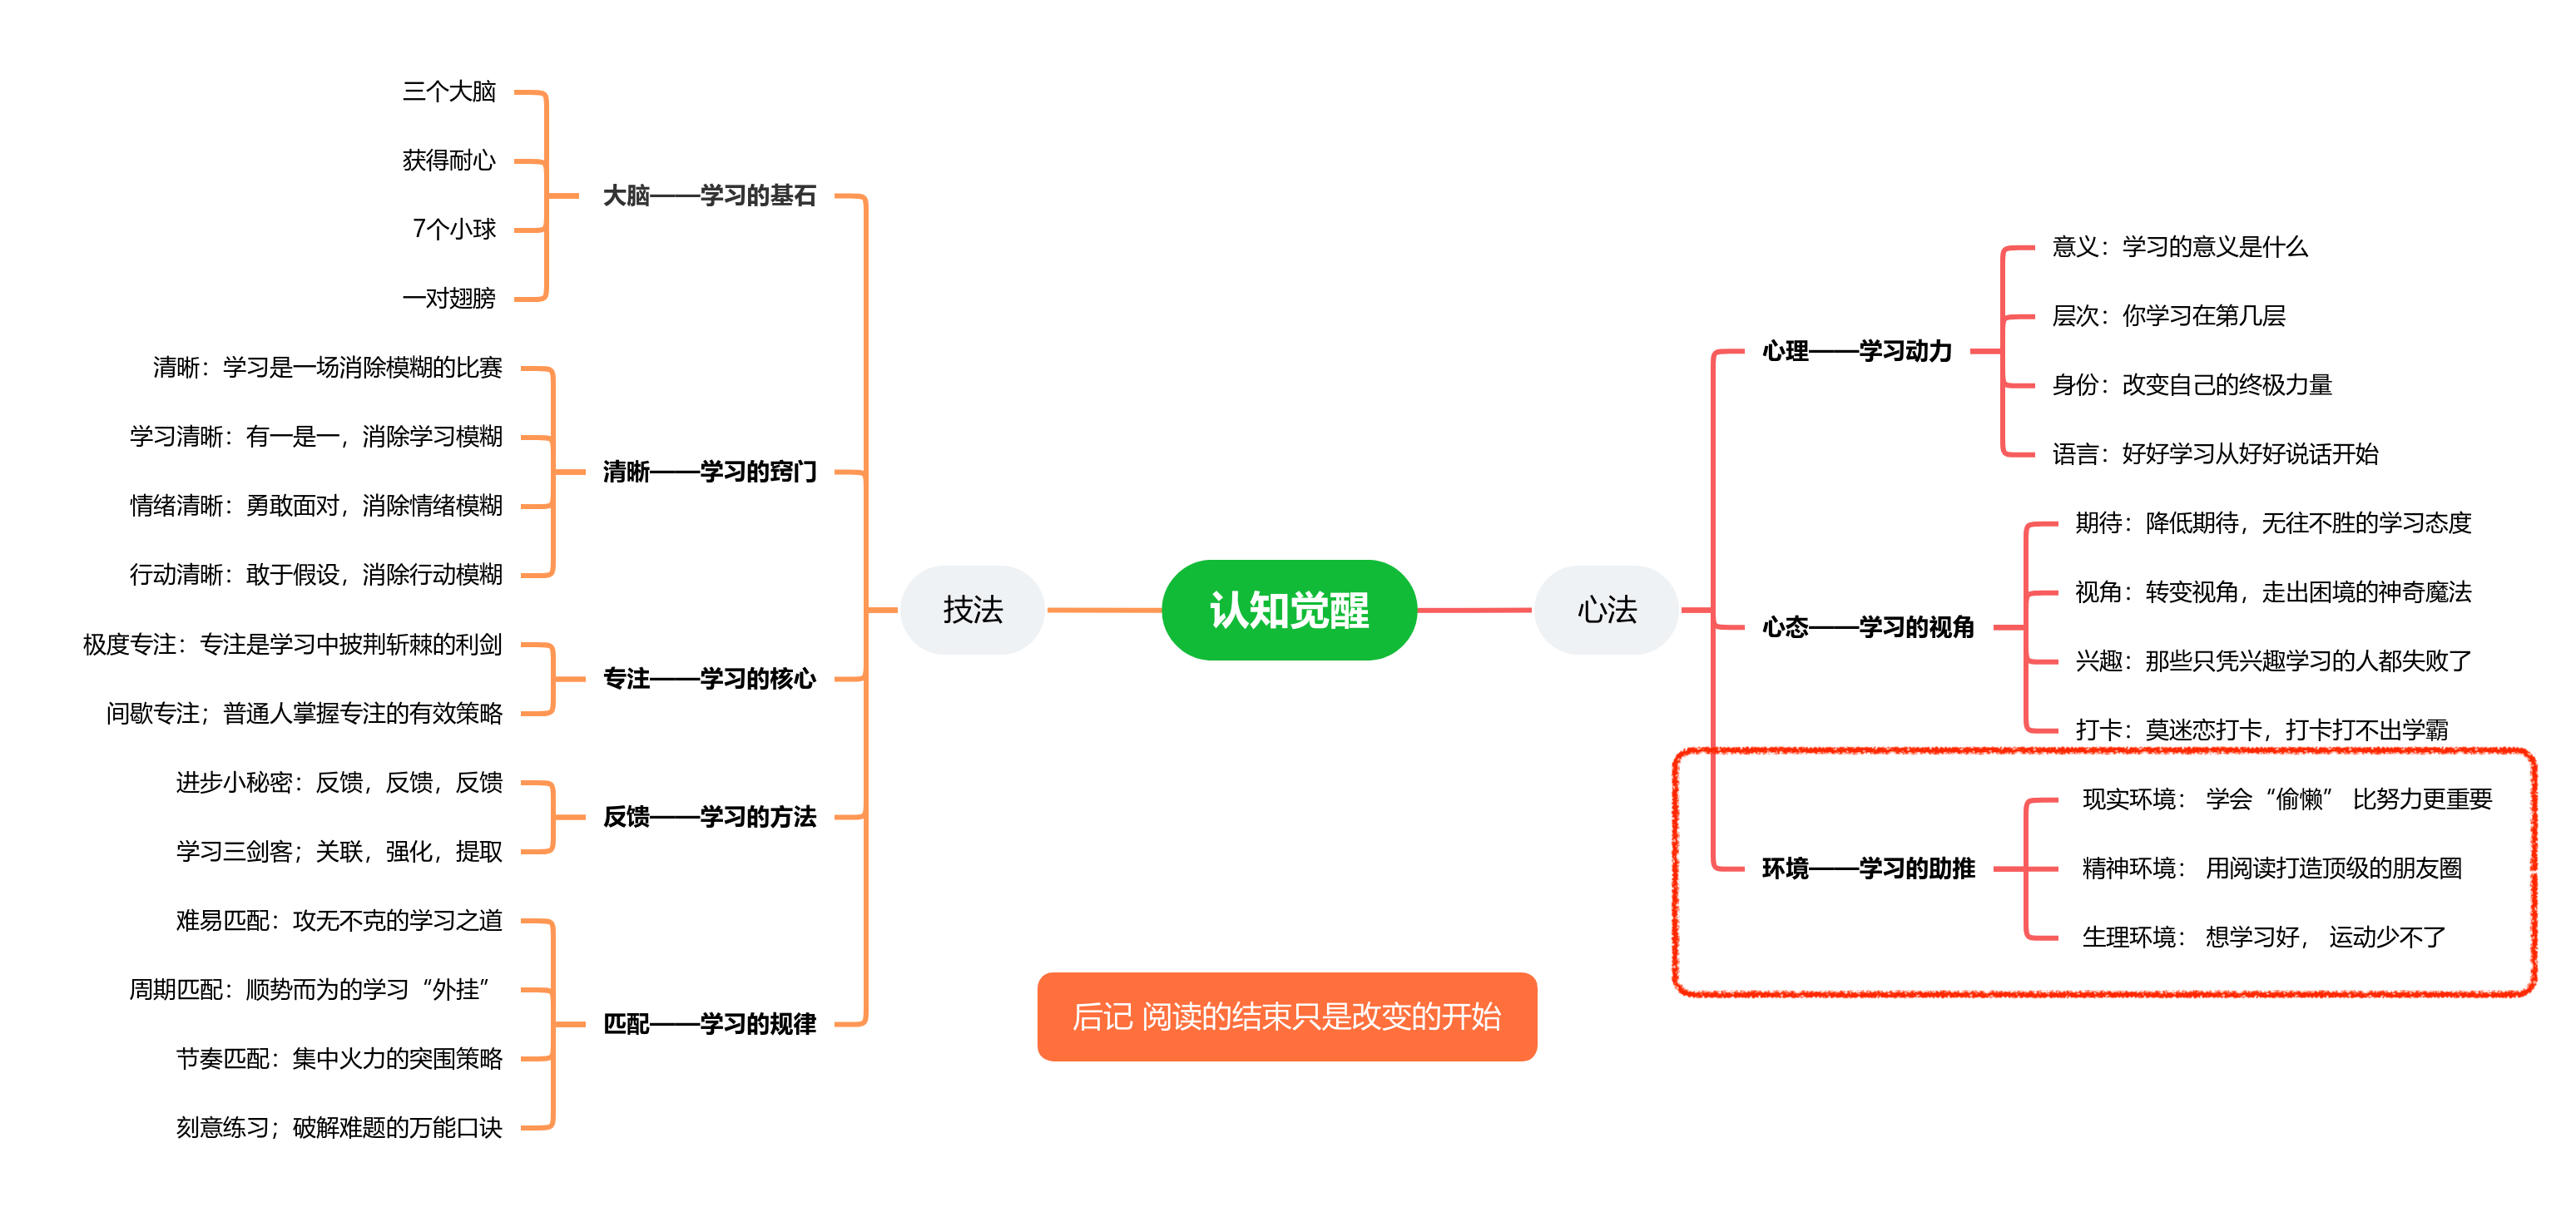 认知觉醒
技法
大脑——学习的基石
三个大脑
获得耐心
7个小球
一对翅膀
清晰——学习的窍门
清晰：学习是一场消除模糊的比赛
学习清晰：有一是一，消除学习模糊
情绪清晰：勇敢面对，消除情绪模糊
行动清晰：敢于假设，消除行动模糊
专注——学习的核心
极度专注：专注是学习中披荆斩棘的利剑
间歇专注；普通人掌握专注的有效策略
反馈——学习的方法
进步小秘密：反馈，反馈，反馈
学习三剑客；关联，强化，提取
匹配——学习的规律
难易匹配：攻无不克的学习之道
周期匹配：顺势而为的学习“外挂”
节奏匹配：集中火力的突围策略
刻意练习；破解难题的万能口诀
心法
心理——学习动力
意义：学习的意义是什么
层次：你学习在第几层
身份：改变自己的终极力量
语言：好好学习从好好说话开始
心态——学习的视角
期待：降低期待，无往不胜的学习态度
视角：转变视角，走出困境的神奇魔法
兴趣：那些只凭兴趣学习的人都失败了
打卡：莫迷恋打卡，打卡打不出学霸
环境——学习的助推
现实环境： 学会“偷懒” 比努力更重要
精神环境： 用阅读打造顶级的朋友圈
生理环境： 想学习好， 运动少不了
后记 阅读的结束只是改变的开始